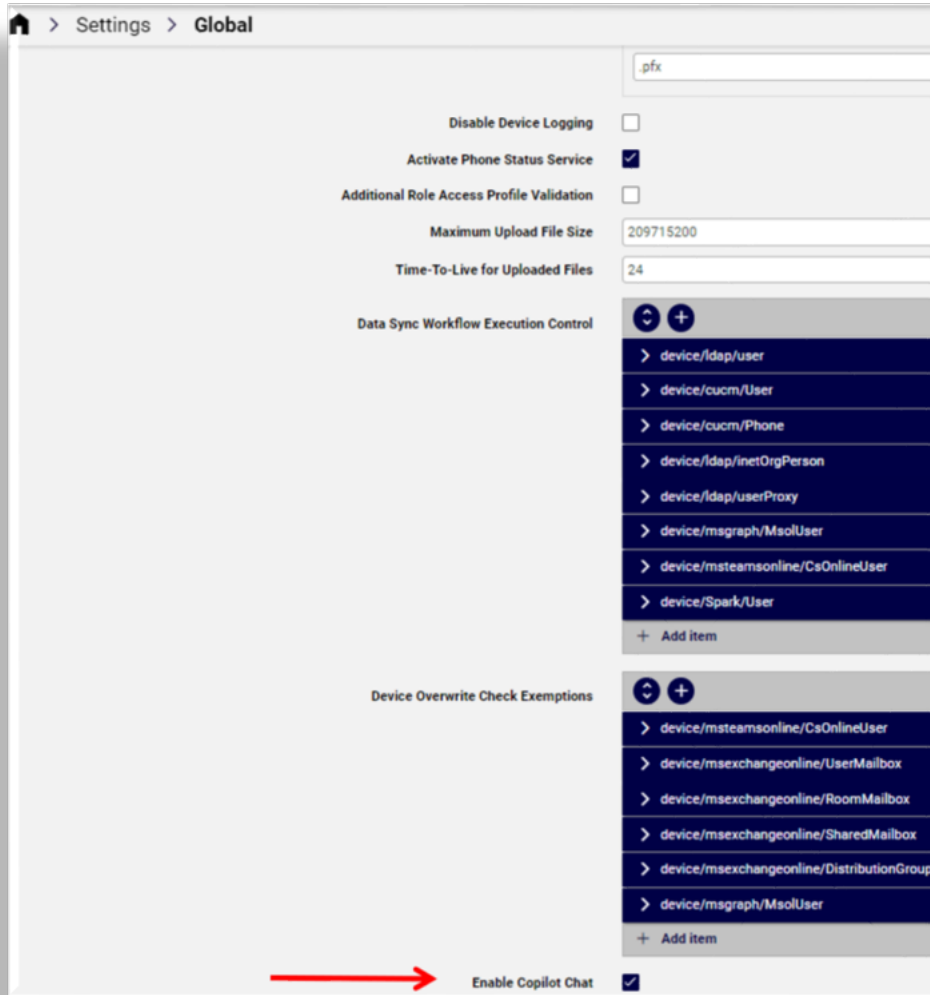 > Settings > Global
.pfx
Disable Device Logging
Activate Phone Status Service
Additional Role Access Profile Validation
Maximum Upload File Size 209715200
Time-To-Live for Uploaded Files 24
Data Sync Workflow Execution Control
> device/ldap/user
> device/cucm/User
> device/cucm/Phone
> device/ldap/inetOrgPerson
> device/ldap/userProxy
> device/msgraph/MsolUser
> device/msteamsonline/CsOnlineUser
> device/Spark/User
+ Add item
Device Overwrite Check Exemptions
> device/msteamsonline/CsOnlineUser
> device/msexchangeonline/UserMailbox
> device/msexchangeonline/RoomMailbox
> device/msexchangeonline/SharedMailbox
> device/msexchangeonline/DistributionGroup
> device/msgraph/MsolUser
+ Add item
Enable Copilot Chat